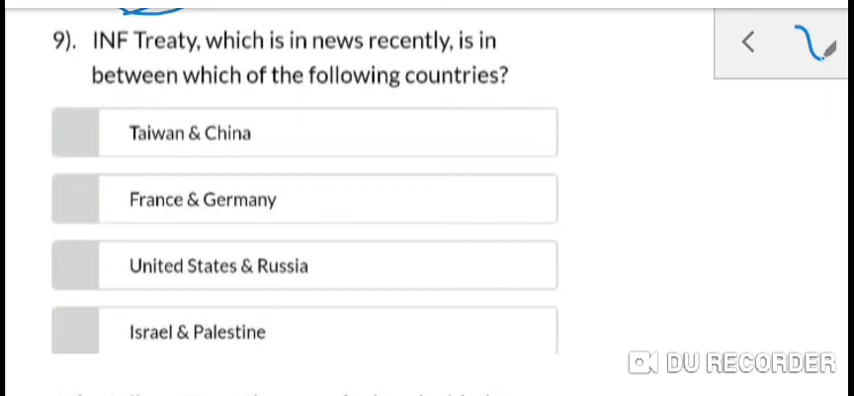 9). INF Treaty, which is in news recently, is in
between which of the following countries?
Taiwan & China
France & Germany
United States & Russia
Israel & Palestine
DU RECORDER